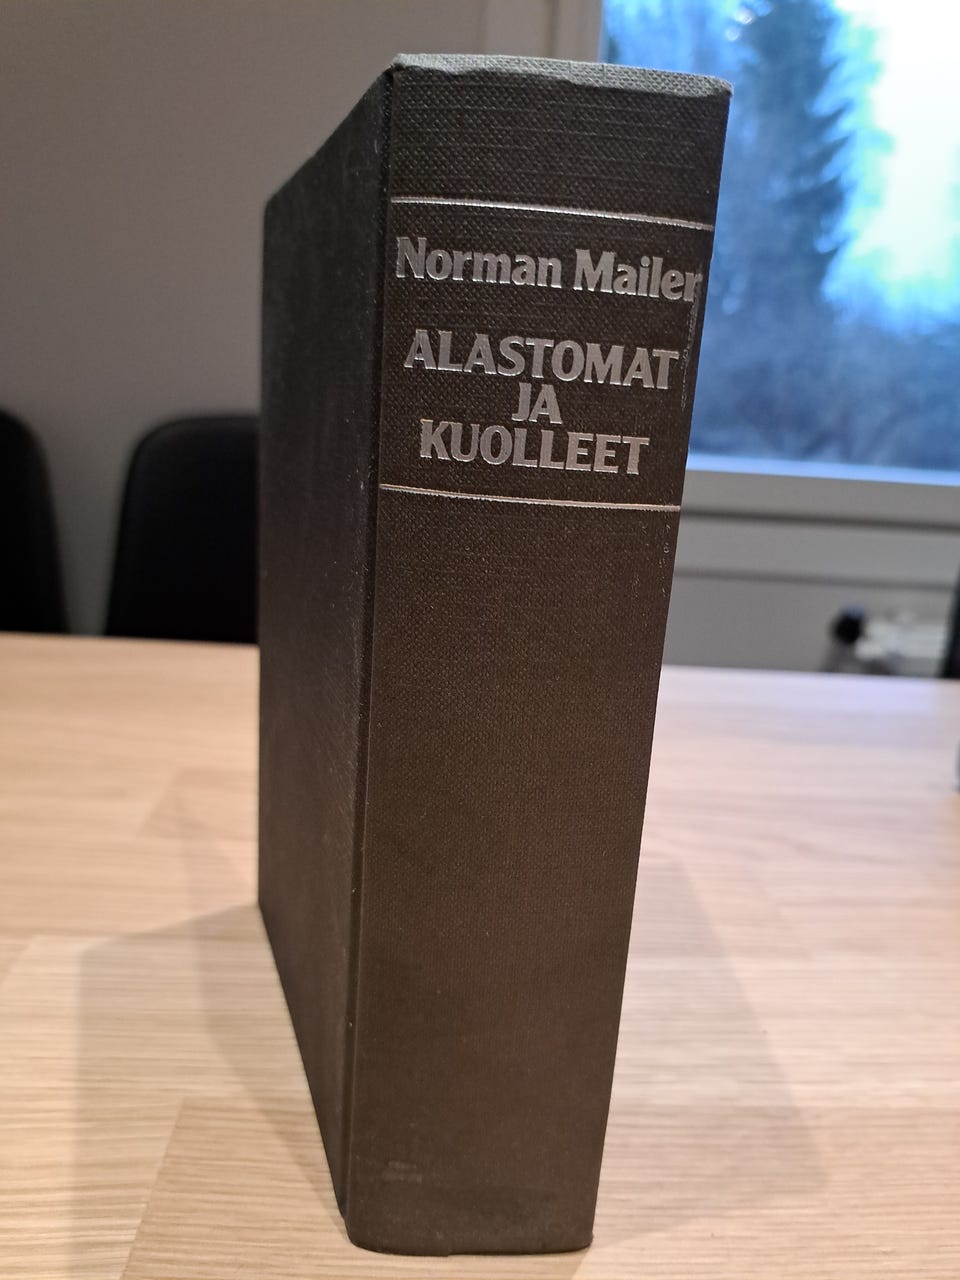 Norman Mailer
ALASTOMAT
JA
KUOLLEET